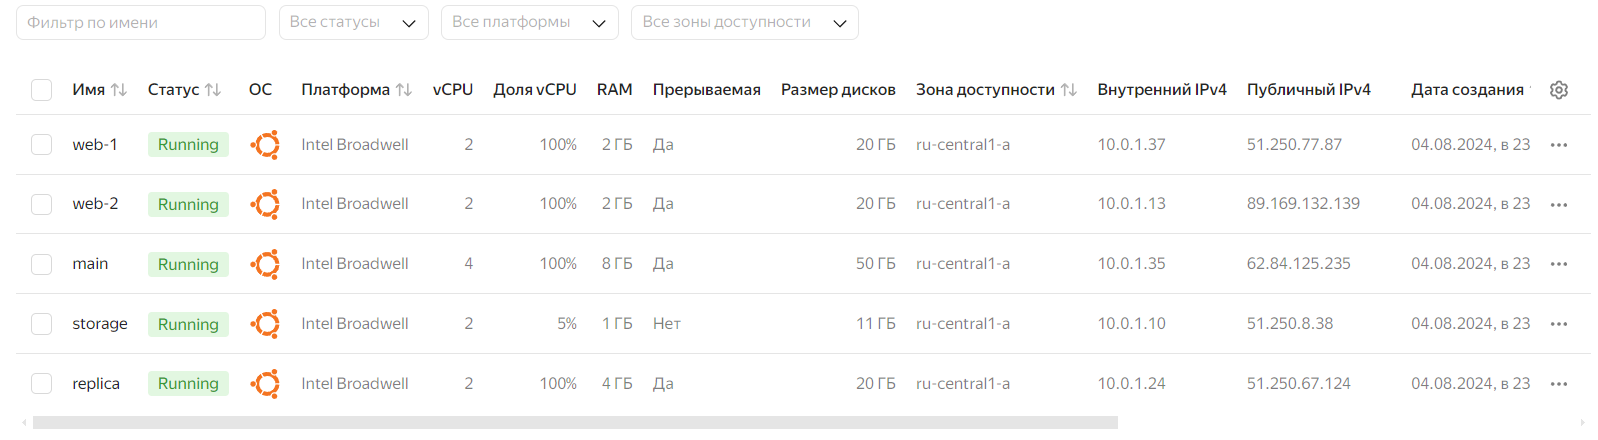 Фильтр по имени Все статусы Все платформы Все зоны доступности
Имя Статус ОС Платформа vCPU Доля vCPU RAM Прерываемая Размер дисков Зона доступности Внутренний IPv4 Публичный IPv4 Дата создания
web-1 Running Intel Broadwell 2 100% 2 ГБ Да 20 ГБ ru-central1-a 10.0.1.37 51.250.77.87 04.08.2024, в 23
web-2 Running Intel Broadwell 2 100% 2 ГБ Да 20 ГБ ru-central1-a 10.0.1.13 89.169.132.139 04.08.2024, в 23
main Running Intel Broadwell 4 100% 8 ГБ Да 50 ГБ ru-central1-a 10.0.1.35 62.84.125.235 04.08.2024, в 23
storage Running Intel Broadwell 2 5% 1 ГБ Нет 11 ГБ ru-central1-a 10.0.1.10 51.250.8.38 04.08.2024, в 23
replica Running Intel Broadwell 2 100% 4 ГБ Да 20 ГБ ru-central1-a 10.0.1.24 51.250.67.124 04.08.2024, в 23